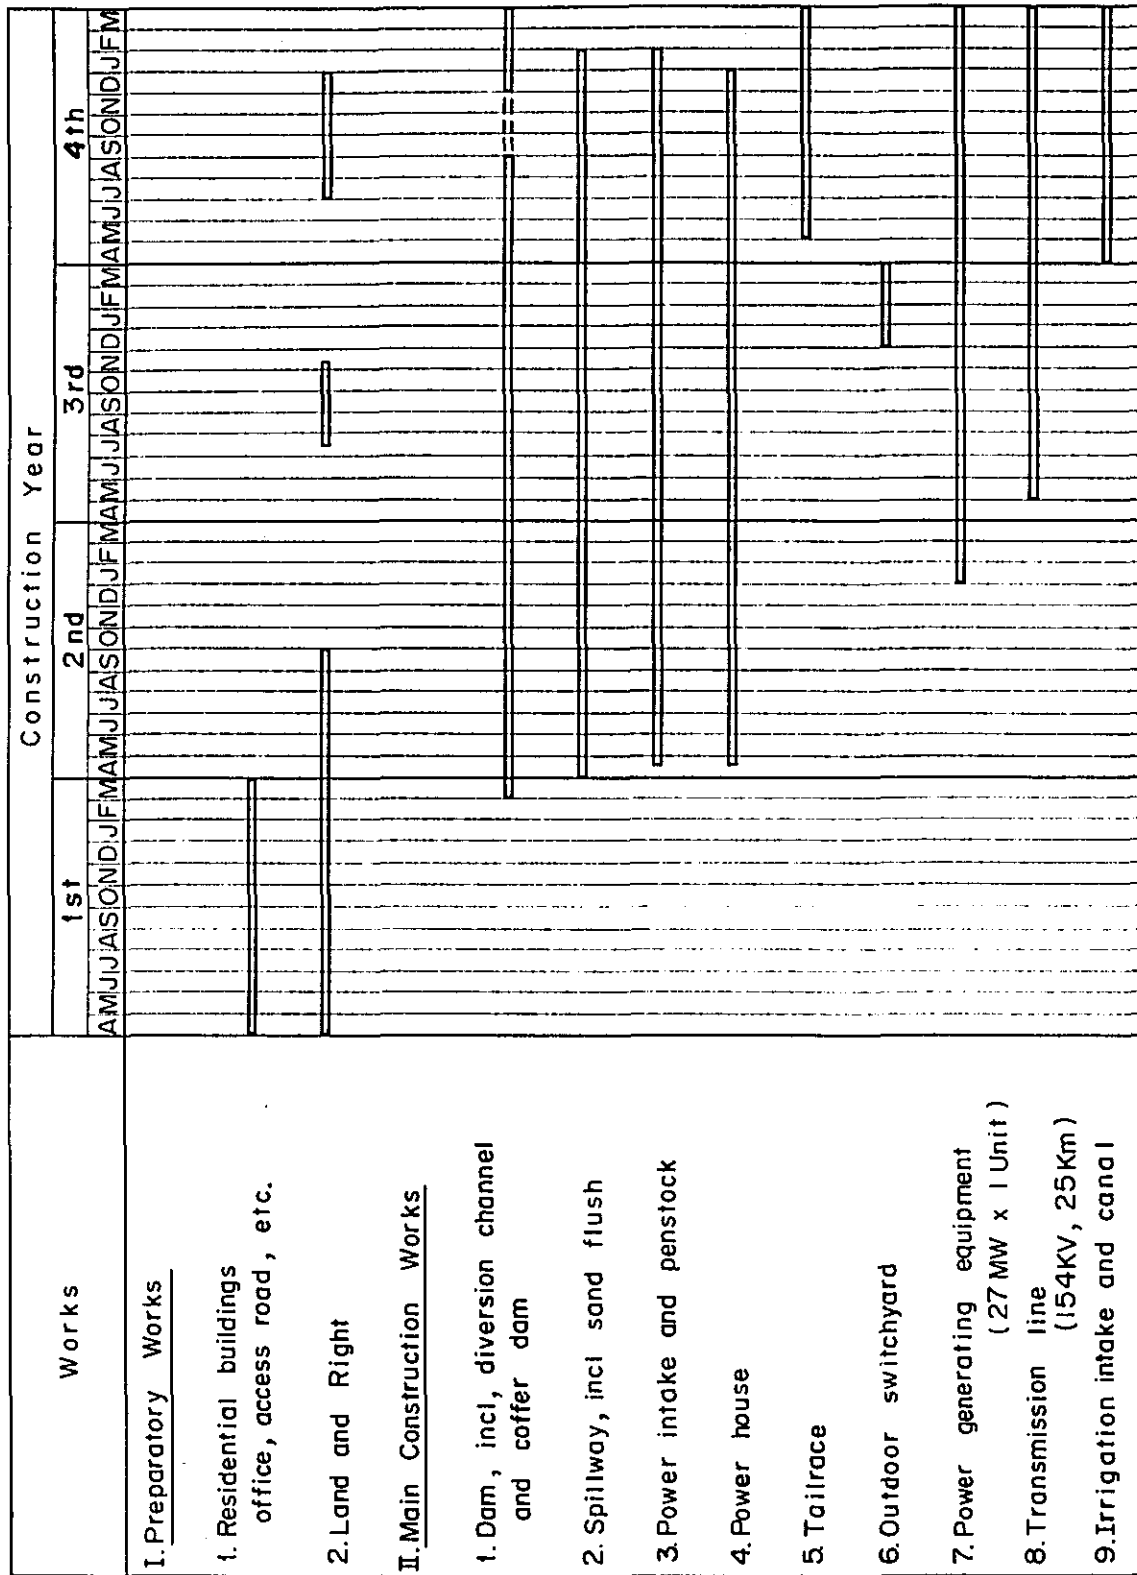 Works
Construction Year
1st 2nd 3rd 4th
A M J J A S O N D J F M A M J J A S O N D J F M A M J J A S O N D J F M A M J J A S O N D J F M
I. Preparatory Works
1. Residential buildings
office, access road, etc.
2. Land and Right
II. Main Construction Works
1. Dam, incl, diversion channel
and coffer dam
2. Spillway, incl sand flush
3. Power intake and penstock
4. Power house
5. Tailrace
6. Outdoor switchyard
7. Power generating equipment
(27 MW x 1 Unit)
8. Transmission line
(154KV, 25Km)
9. Irrigation intake and canal